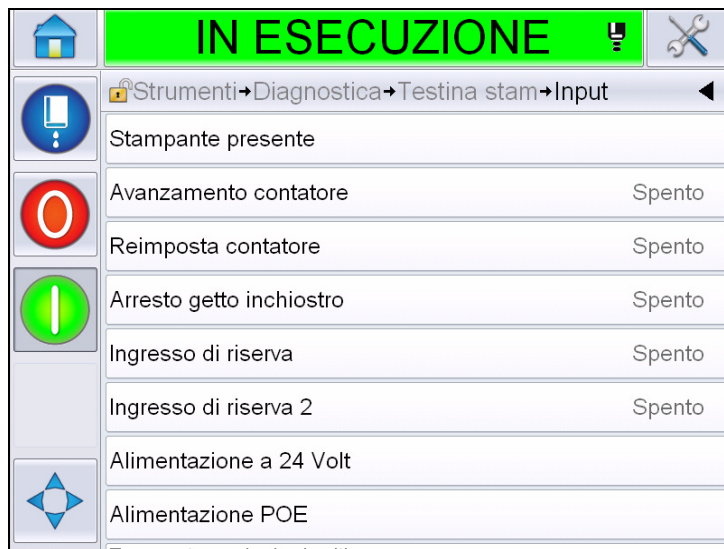 IN ESECUZIONE
Strumenti→Diagnostica→Testina stam→Input
Stampante presente
Avanzamento contatore Spento
Reimposta contatore Spento
Arresto getto inchiostro Spento
Ingresso di riserva Spento
Ingresso di riserva 2 Spento
Alimentazione a 24 Volt
Alimentazione POE